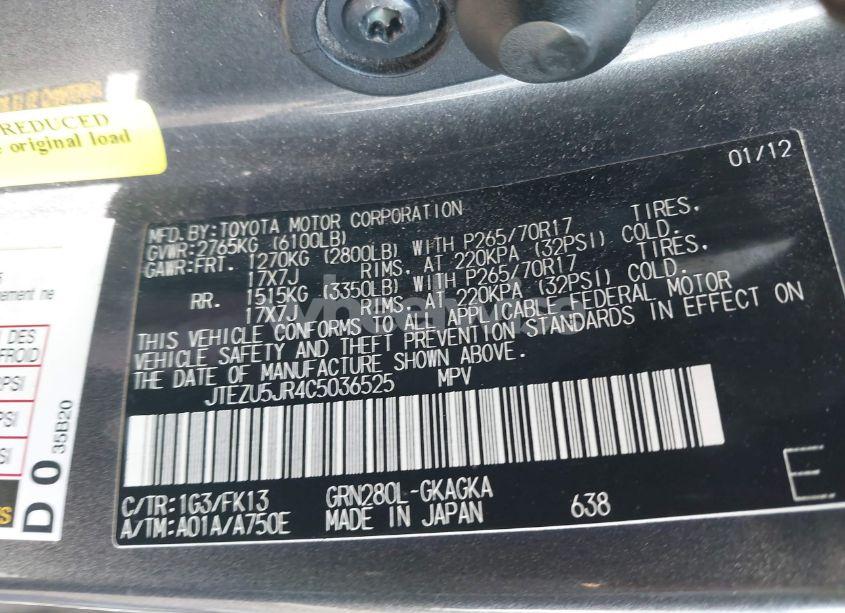 REDUCED
e original load
01/12
MFD. BY:TOYOTA MOTOR CORPORATION
GVWR:2765KG (6100LB)
GAWR:FRT. 1270KG (2800LB) WITH P265/70R17 TIRES.
17X7J RIMS. AT 220KPA (32PSI) COLD.
RR. 1515KG (3350LB) WITH P265/70R17 TIRES.
17X7J RIMS. AT 220KPA (32PSI) COLD.
THIS VEHICLE CONFORMS TO ALL APPLICABLE FEDERAL MOTOR
VEHICLE SAFETY AND THEFT PREVENTION STANDARDS IN EFFECT ON
THE DATE OF MANUFACTURE SHOWN ABOVE.
JTEZU5JR4C5036525 MPV
C/TR:1G3/FK13 GRN280L-GKAGKA
A/TM:A01A/A750E MADE IN JAPAN 638
E
ement ne
DES
FROID
PSI
PSI
SI
D 0 35B20